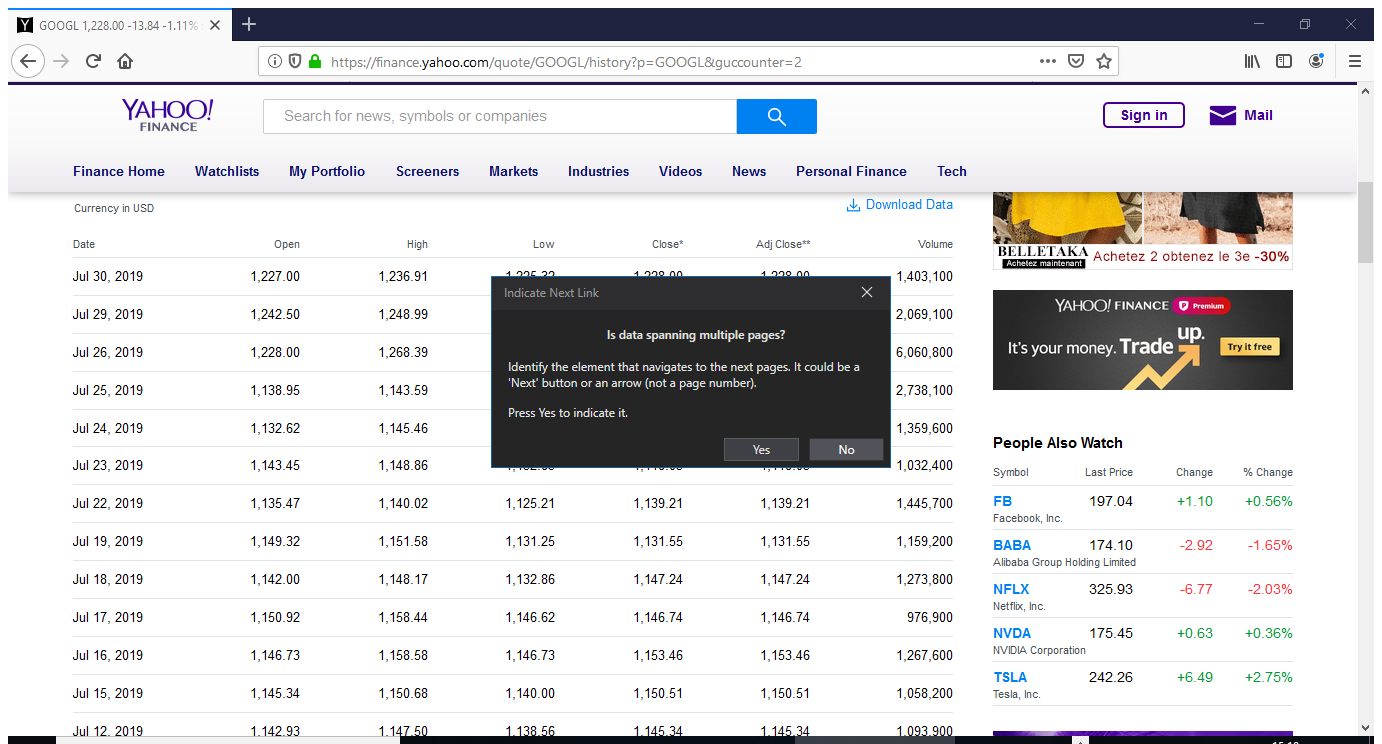 GOOGL 1,228.00 -13.84 -1.11%
https://finance.yahoo.com/quote/GOOGL/history?p=GOOGL&guccounter=2
YAHOO!
FINANCE
Search for news, symbols or companies
Sign in
Mail
Finance Home Watchlists My Portfolio Screeners Markets Industries Videos News Personal Finance Tech
Currency in USD
Download Data
Date Open High Low Close* Adj Close** Volume
Jul 30, 2019 1,227.00 1,236.91 1,225.32 1,228.00 1,228.00 1,403,100
Jul 29, 2019 1,242.50 1,248.99 2,069,100
Jul 26, 2019 1,228.00 1,268.39 6,060,800
Jul 25, 2019 1,138.95 1,143.59 2,738,100
Jul 24, 2019 1,132.62 1,145.46 1,359,600
Jul 23, 2019 1,143.45 1,148.86 1,032,400
Jul 22, 2019 1,135.47 1,140.02 1,125.21 1,139.21 1,139.21 1,445,700
Jul 19, 2019 1,149.32 1,151.58 1,131.25 1,131.55 1,131.55 1,159,200
Jul 18, 2019 1,142.00 1,148.17 1,132.86 1,147.24 1,147.24 1,273,800
Jul 17, 2019 1,150.92 1,158.44 1,146.62 1,146.74 1,146.74 976,900
Jul 16, 2019 1,146.73 1,158.58 1,146.73 1,153.46 1,153.46 1,267,600
Jul 15, 2019 1,145.34 1,150.68 1,140.00 1,150.51 1,150.51 1,058,200
Jul 12, 2019 1,142.93 1,147.50 1,138.56 1,145.34 1,145.34 1,093,900
Indicate Next Link
Is data spanning multiple pages?
Identify the element that navigates to the next pages. It could be a
'Next' button or an arrow (not a page number).
Press Yes to indicate it.
Yes No
BELLETAKA
Achetez maintenant
Achetez 2 obtenez le 3e -30%
YAHOO! FINANCE Premium
It's your money. Trade up.
Try it free
People Also Watch
Symbol Last Price Change % Change
FB 197.04 +1.10 +0.56%
Facebook, Inc.
BABA 174.10 -2.92 -1.65%
Alibaba Group Holding Limited
NFLX 325.93 -6.77 -2.03%
Netflix, Inc.
NVDA 175.45 +0.63 +0.36%
NVIDIA Corporation
TSLA 242.26 +6.49 +2.75%
Tesla, Inc.